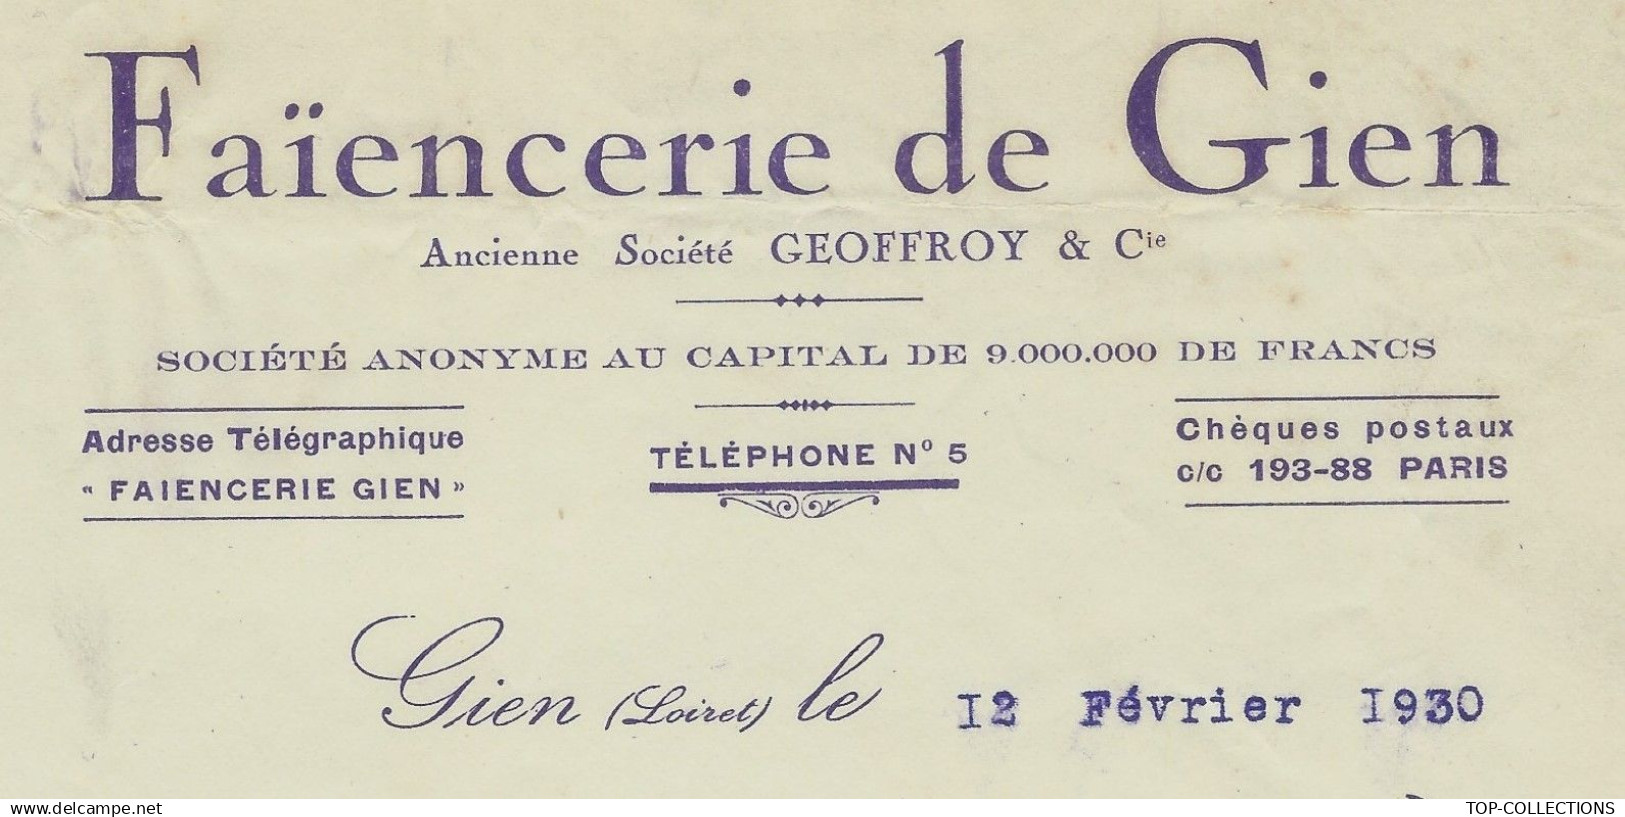 Faïencerie de Gien
Ancienne Société GEOFFROY & Cie
SOCIÉTÉ ANONYME AU CAPITAL DE 9.000.000 DE FRANCS
Adresse Télégraphique
« FAIENCERIE GIEN »
TÉLÉPHONE No 5
Chèques postaux
c/c 193-88 PARIS
Gien (Loiret) le 12 Février 1930
www.delcampe.net
TOP-COLLECTIONS